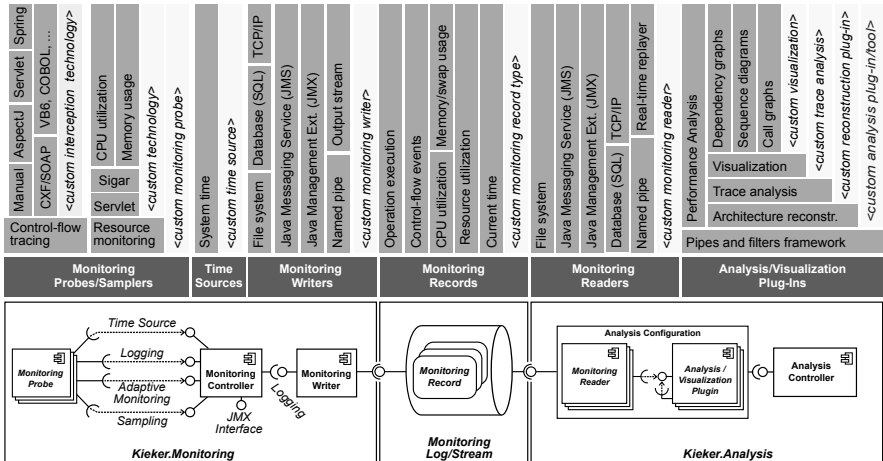 Manual
AspectJ
Servlet
Spring
CXF/SOAP
VB6, COBOL, ...
<custom interception technology>
Control-flow
tracing
CPU utilization
Memory usage
Sigar
Servlet
<custom technology>
Resource
monitoring
<custom monitoring probe>
System time
<custom time source>
File system
Database (SQL)
TCP/IP
Java Messaging Service (JMS)
Java Management Ext. (JMX)
Named pipe
Output stream
<custom monitoring writer>
Operation execution
Control-flow events
CPU utilization
Memory/swap usage
Resource utilization
Current time
<custom monitoring record type>
File system
Java Messaging Service (JMS)
Java Management Ext. (JMX)
Database (SQL)
TCP/IP
Named pipe
Real-time replayer
<custom monitoring reader>
Performance Analysis
Dependency graphs
Sequence diagrams
Call graphs
<custom visualization>
Visualization
<custom trace analysis>
Trace analysis
<custom reconstruction plug-in>
Architecture reconstr.
<custom analysis plug-in/tool>
Pipes and filters framework
Monitoring
Probes/Samplers
Time
Sources
Monitoring
Writers
Monitoring
Records
Monitoring
Readers
Analysis/Visualization
Plug-Ins
Monitoring
Probe
Time Source
Logging
Adaptive
Monitoring
Sampling
Monitoring
Controller
JMX
Interface
Logging
Monitoring
Writer
Kieker.Monitoring
Monitoring
Record
Monitoring
Log/Stream
Analysis Configuration
Monitoring
Reader
Analysis /
Visualization
Plugin
Analysis
Controller
Kieker.Analysis